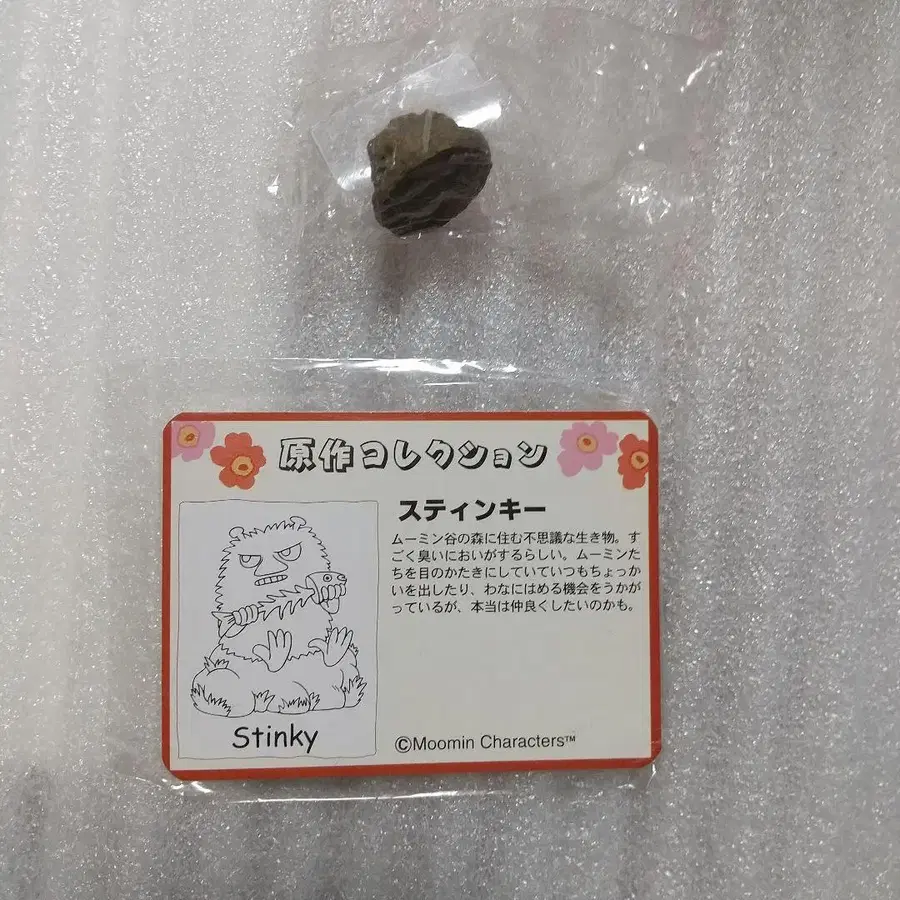 原作コレクション
スティンキー
ムーミン谷の森に住む不思議な生き物。す
ごく臭いにおいがするらしい。ムーミンた
ちを目のかたきにしていていつもちょっか
いを出したり、わなにはめる機会をうかが
っているが、本当は仲良くしたいのかも。
Stinky
©Moomin Characters™